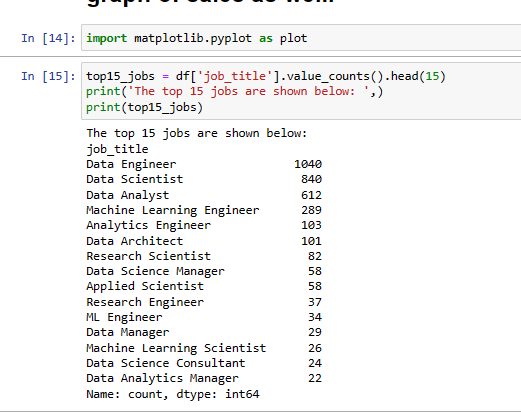 In [14]: import matplotlib.pyplot as plot
In [15]: top15_jobs = df['job_title'].value_counts().head(15)
print('The top 15 jobs are shown below: ',)
print(top15_jobs)
The top 15 jobs are shown below:
job_title
Data Engineer 1040
Data Scientist 840
Data Analyst 612
Machine Learning Engineer 289
Analytics Engineer 103
Data Architect 101
Research Scientist 82
Data Science Manager 58
Applied Scientist 58
Research Engineer 37
ML Engineer 34
Data Manager 29
Machine Learning Scientist 26
Data Science Consultant 24
Data Analytics Manager 22
Name: count, dtype: int64